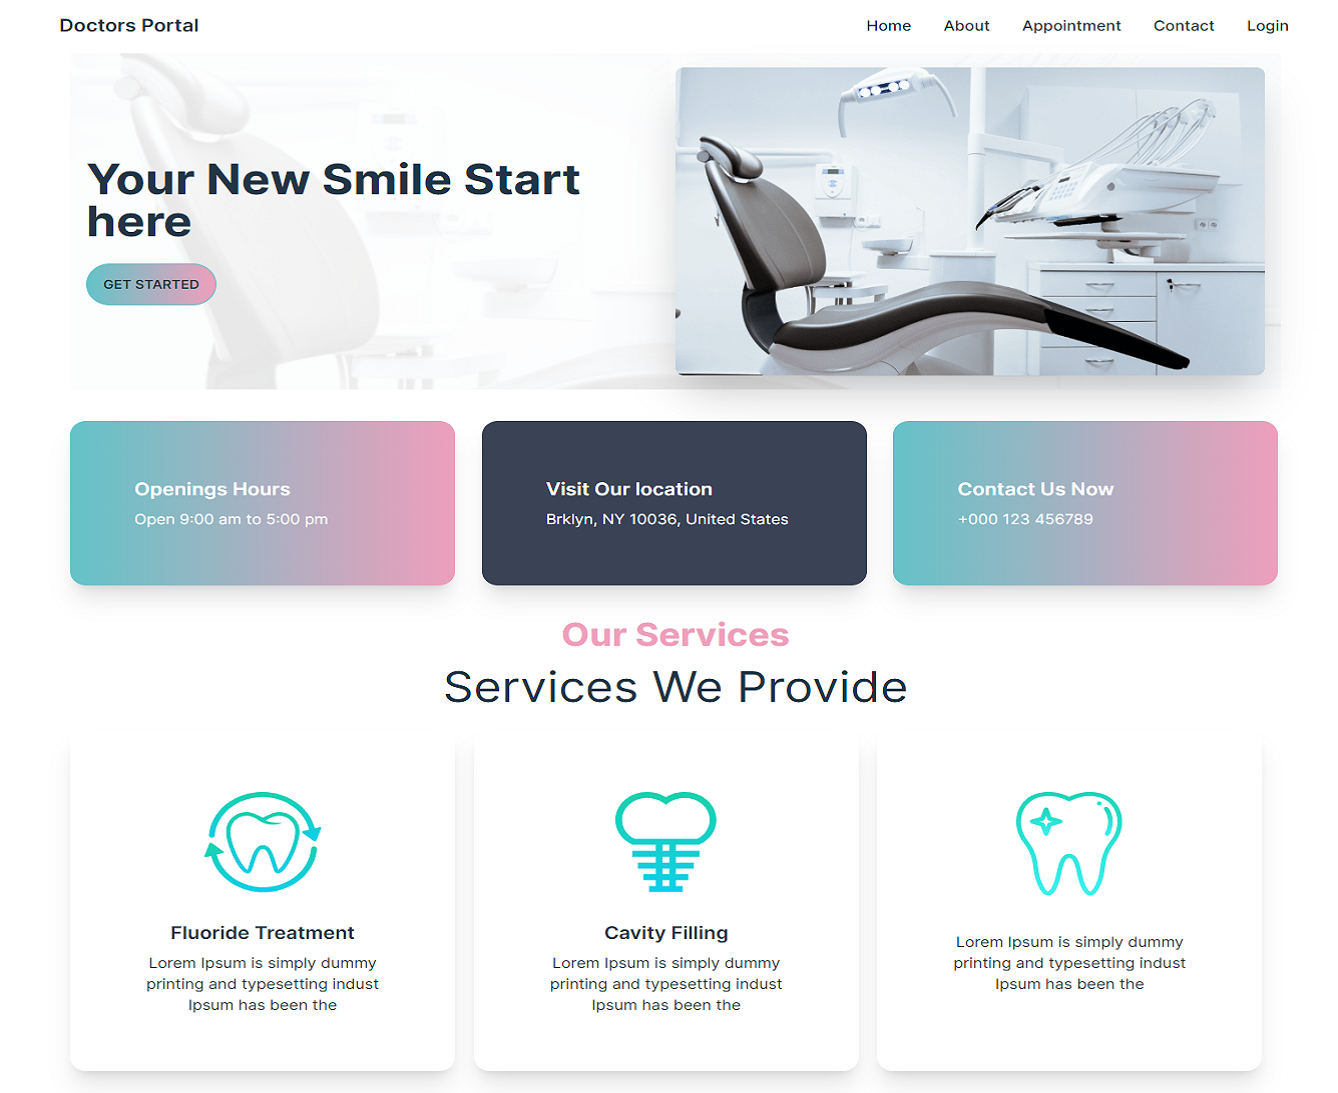 Doctors Portal
Home About Appointment Contact Login
Your New Smile Start
here
GET STARTED
Openings Hours
Open 9:00 am to 5:00 pm
Visit Our location
Brklyn, NY 10036, United States
Contact Us Now
+000 123 456789
Our Services
Services We Provide
Fluoride Treatment
Lorem Ipsum is simply dummy
printing and typesetting indust
Ipsum has been the
Cavity Filling
Lorem Ipsum is simply dummy
printing and typesetting indust
Ipsum has been the
Lorem Ipsum is simply dummy
printing and typesetting indust
Ipsum has been the